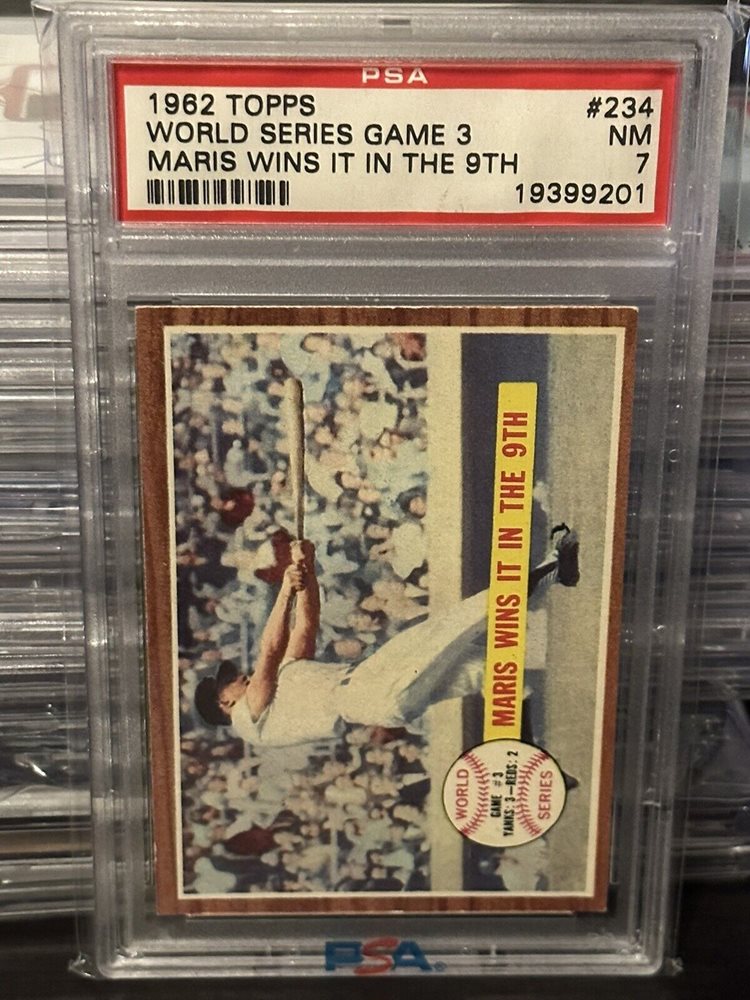 PSA
1962 TOPPS #234
WORLD SERIES GAME 3 NM
MARIS WINS IT IN THE 9TH 7
19399201
MARIS WINS IT IN THE 9TH
WORLD
GAME #3
YANKS: 3—REDS: 2
SERIES
PSA